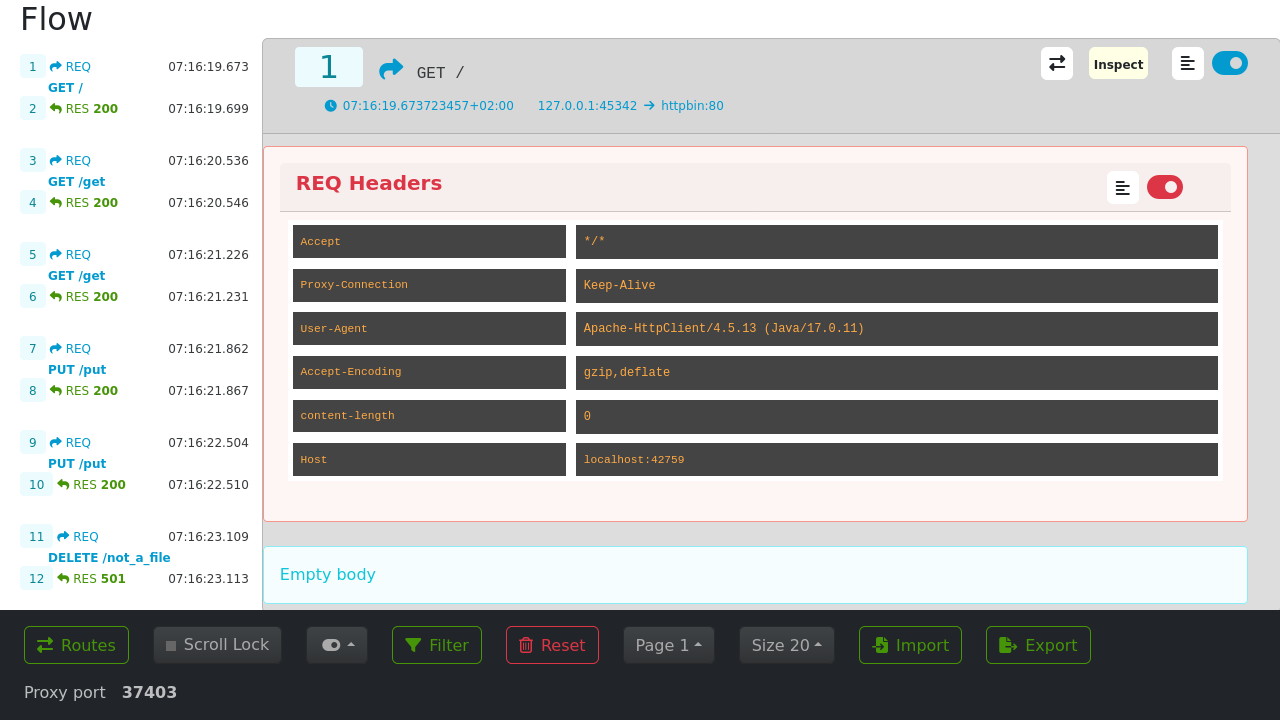 Flow
1 REQ 07:16:19.673
GET /
2 RES 200 07:16:19.699
3 REQ 07:16:20.536
GET /get
4 RES 200 07:16:20.546
5 REQ 07:16:21.226
GET /get
6 RES 200 07:16:21.231
7 REQ 07:16:21.862
PUT /put
8 RES 200 07:16:21.867
9 REQ 07:16:22.504
PUT /put
10 RES 200 07:16:22.510
11 REQ 07:16:23.109
DELETE /not_a_file
12 RES 501 07:16:23.113
1 GET / Inspect
07:16:19.673723457+02:00 127.0.0.1:45342 httpbin:80
REQ Headers
Accept */*
Proxy-Connection Keep-Alive
User-Agent Apache-HttpClient/4.5.13 (Java/17.0.11)
Accept-Encoding gzip,deflate
content-length 0
Host localhost:42759
Empty body
Routes Scroll Lock Filter Reset Page 1 Size 20 Import Export
Proxy port 37403